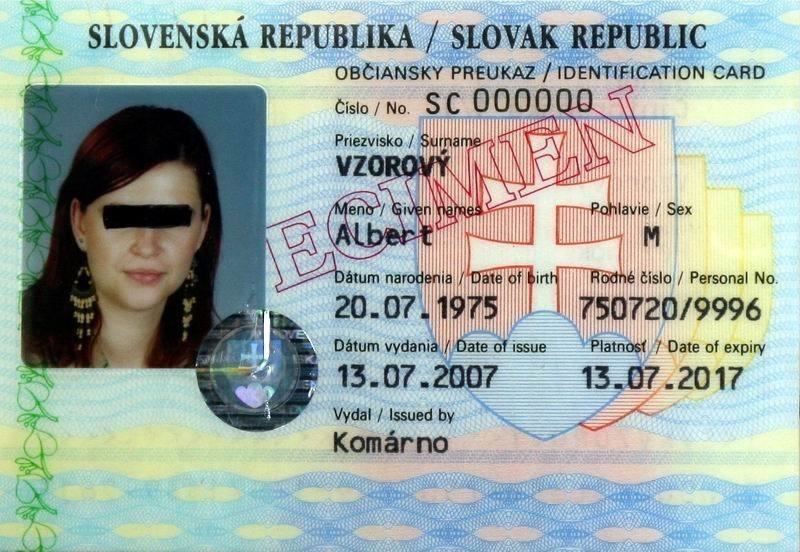 SLOVENSKÁ REPUBLIKA / SLOVAK REPUBLIC
OBČIANSKY PREUKAZ / IDENTIFICATION CARD
Číslo / No. SC 000000
Priezvisko / Surname
VZOROVÝ
ECIMEN
Meno / Given names Pohlavie / Sex
Albert M
Dátum narodenia / Date of birth Rodné číslo / Personal No.
20.07.1975 750720/9996
Dátum vydania / Date of issue Platnosť / Date of expiry
13.07.2007 13.07.2017
Vydal / Issued by
Komárno